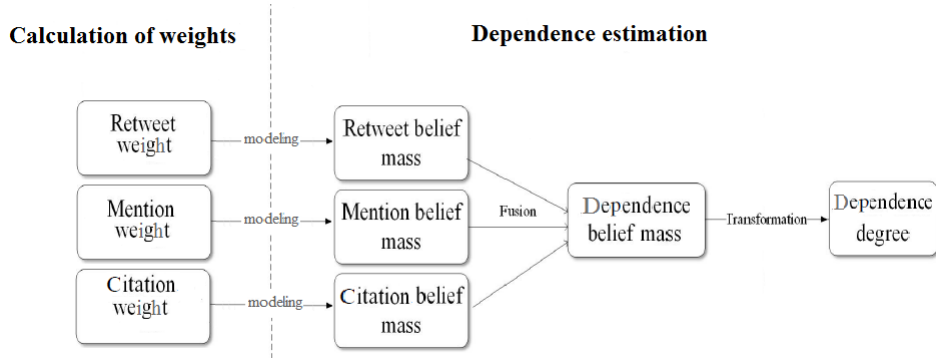 Calculation of weights
Dependence estimation
Retweet
weight
modeling
Retweet belief
mass
Mention
weight
modeling
Mention belief
mass
Citation
weight
modeling
Citation belief
mass
Fusion
Dependence
belief mass
Transformation
Dependence
degree